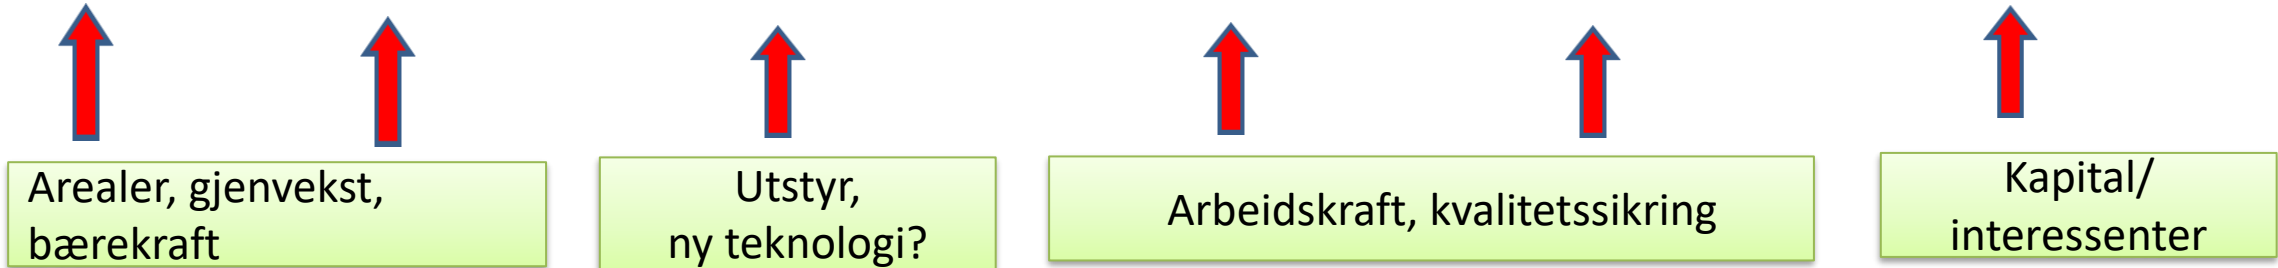 Arealer, gjenvekst,
bærekraft
Utstyr,
ny teknologi?
Arbeidskraft, kvalitetssikring
Kapital/
interessenter